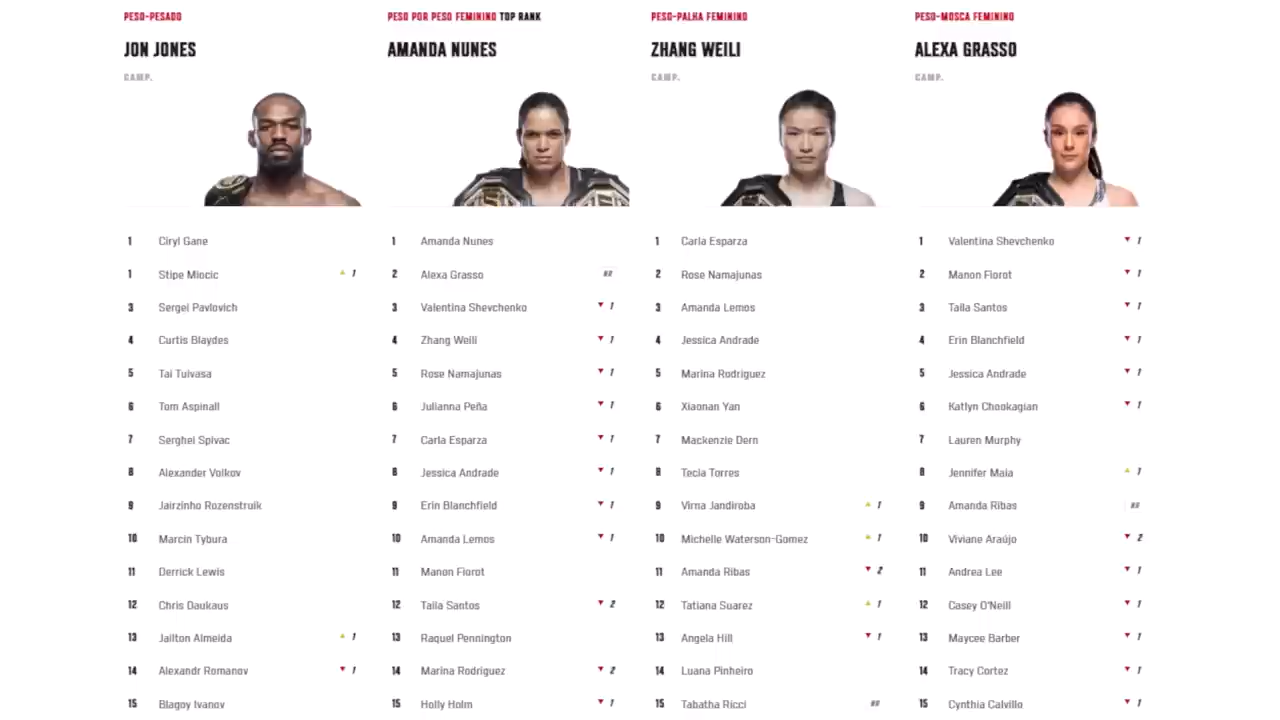 PESO-PESADO
JON JONES
CAMP.
1 Ciryl Gane
1 Stipe Miocic 1
3 Sergei Pavlovich
4 Curtis Blaydes
5 Tai Tuivasa
6 Tom Aspinall
7 Serghei Spivac
8 Alexander Volkov
9 Jairzinho Rozenstruik
10 Marcin Tybura
11 Derrick Lewis
12 Chris Daukaus
13 Jailton Almeida 1
14 Alexandr Romanov 1
15 Blagoy Ivanov
PESO POR PESO FEMININO TOP RANK
AMANDA NUNES
1 Amanda Nunes
2 Alexa Grasso
3 Valentina Shevchenko 1
4 Zhang Weili 1
5 Rose Namajunas 1
6 Julianna Peña 1
7 Carla Esparza 1
8 Jessica Andrade 1
9 Erin Blanchfield 1
10 Amanda Lemos 1
11 Manon Fiorot
12 Taila Santos 2
13 Raquel Pennington
14 Marina Rodriguez 2
15 Holly Holm 1
PESO-PALHA FEMININO
ZHANG WEILI
CAMP.
1 Carla Esparza
2 Rose Namajunas
3 Amanda Lemos
4 Jessica Andrade
5 Marina Rodriguez
6 Xiaonan Yan
7 Mackenzie Dern
8 Tecia Torres
9 Virna Jandiroba 1
10 Michelle Waterson-Gomez 1
11 Amanda Ribas 2
12 Tatiana Suarez 1
13 Angela Hill 1
14 Luana Pinheiro
15 Tabatha Ricci
PESO-MOSCA FEMININO
ALEXA GRASSO
CAMP.
1 Valentina Shevchenko 1
2 Manon Fiorot 1
3 Taila Santos 1
4 Erin Blanchfield 1
5 Jessica Andrade 1
6 Katlyn Chookagian 1
7 Lauren Murphy
8 Jennifer Maia 1
9 Amanda Ribas
10 Viviane Araújo 2
11 Andrea Lee 1
12 Casey O'Neill 1
13 Maycee Barber 1
14 Tracy Cortez 1
15 Cynthia Calvillo 1